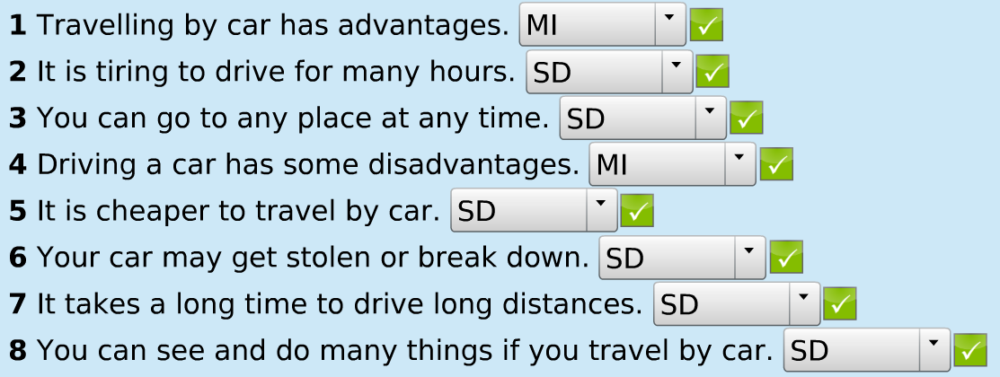 1 Travelling by car has advantages. MI
2 It is tiring to drive for many hours. SD
3 You can go to any place at any time. SD
4 Driving a car has some disadvantages. MI
5 It is cheaper to travel by car. SD
6 Your car may get stolen or break down. SD
7 It takes a long time to drive long distances. SD
8 You can see and do many things if you travel by car. SD